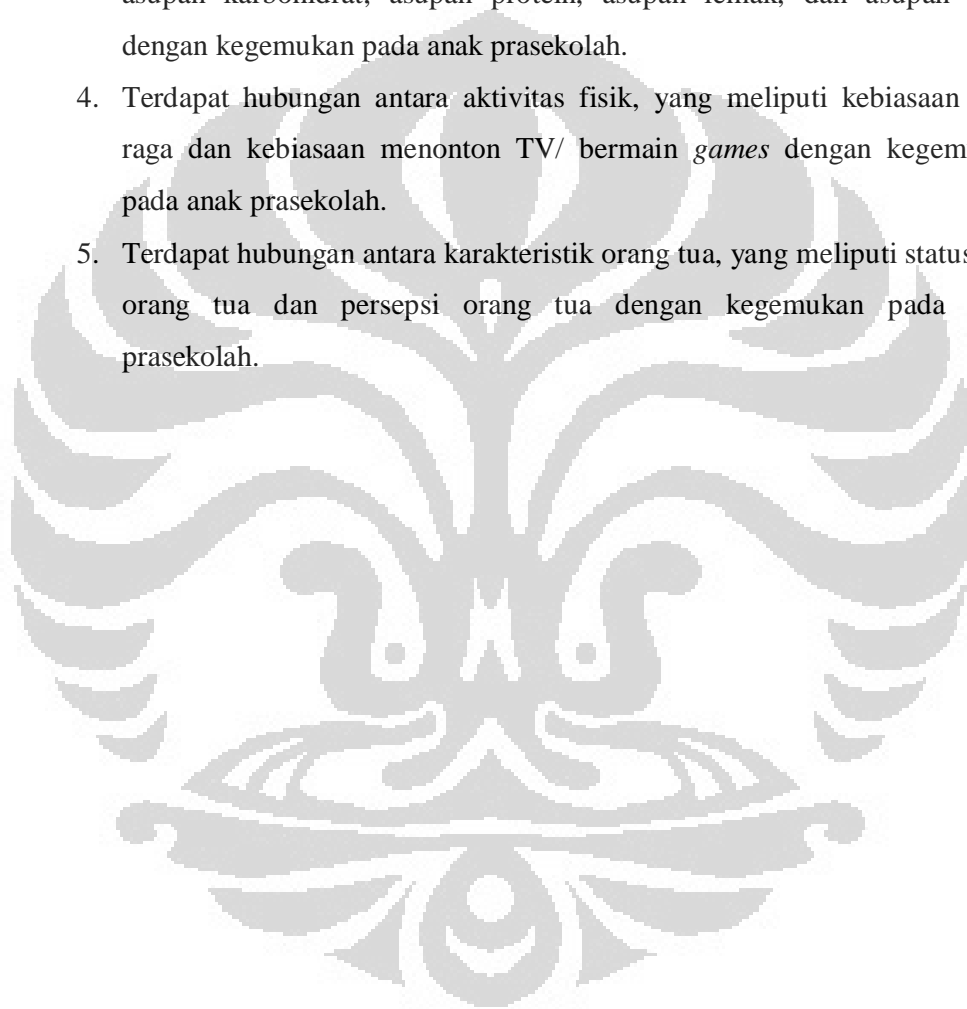 asupan karbohidrat, asupan protein, asupan lemak, dan asupan
dengan kegemukan pada anak prasekolah.
4. Terdapat hubungan antara aktivitas fisik, yang meliputi kebiasaan
raga dan kebiasaan menonton TV/ bermain games dengan kegem
pada anak prasekolah.
5. Terdapat hubungan antara karakteristik orang tua, yang meliputi status
orang tua dan persepsi orang tua dengan kegemukan pada
prasekolah.